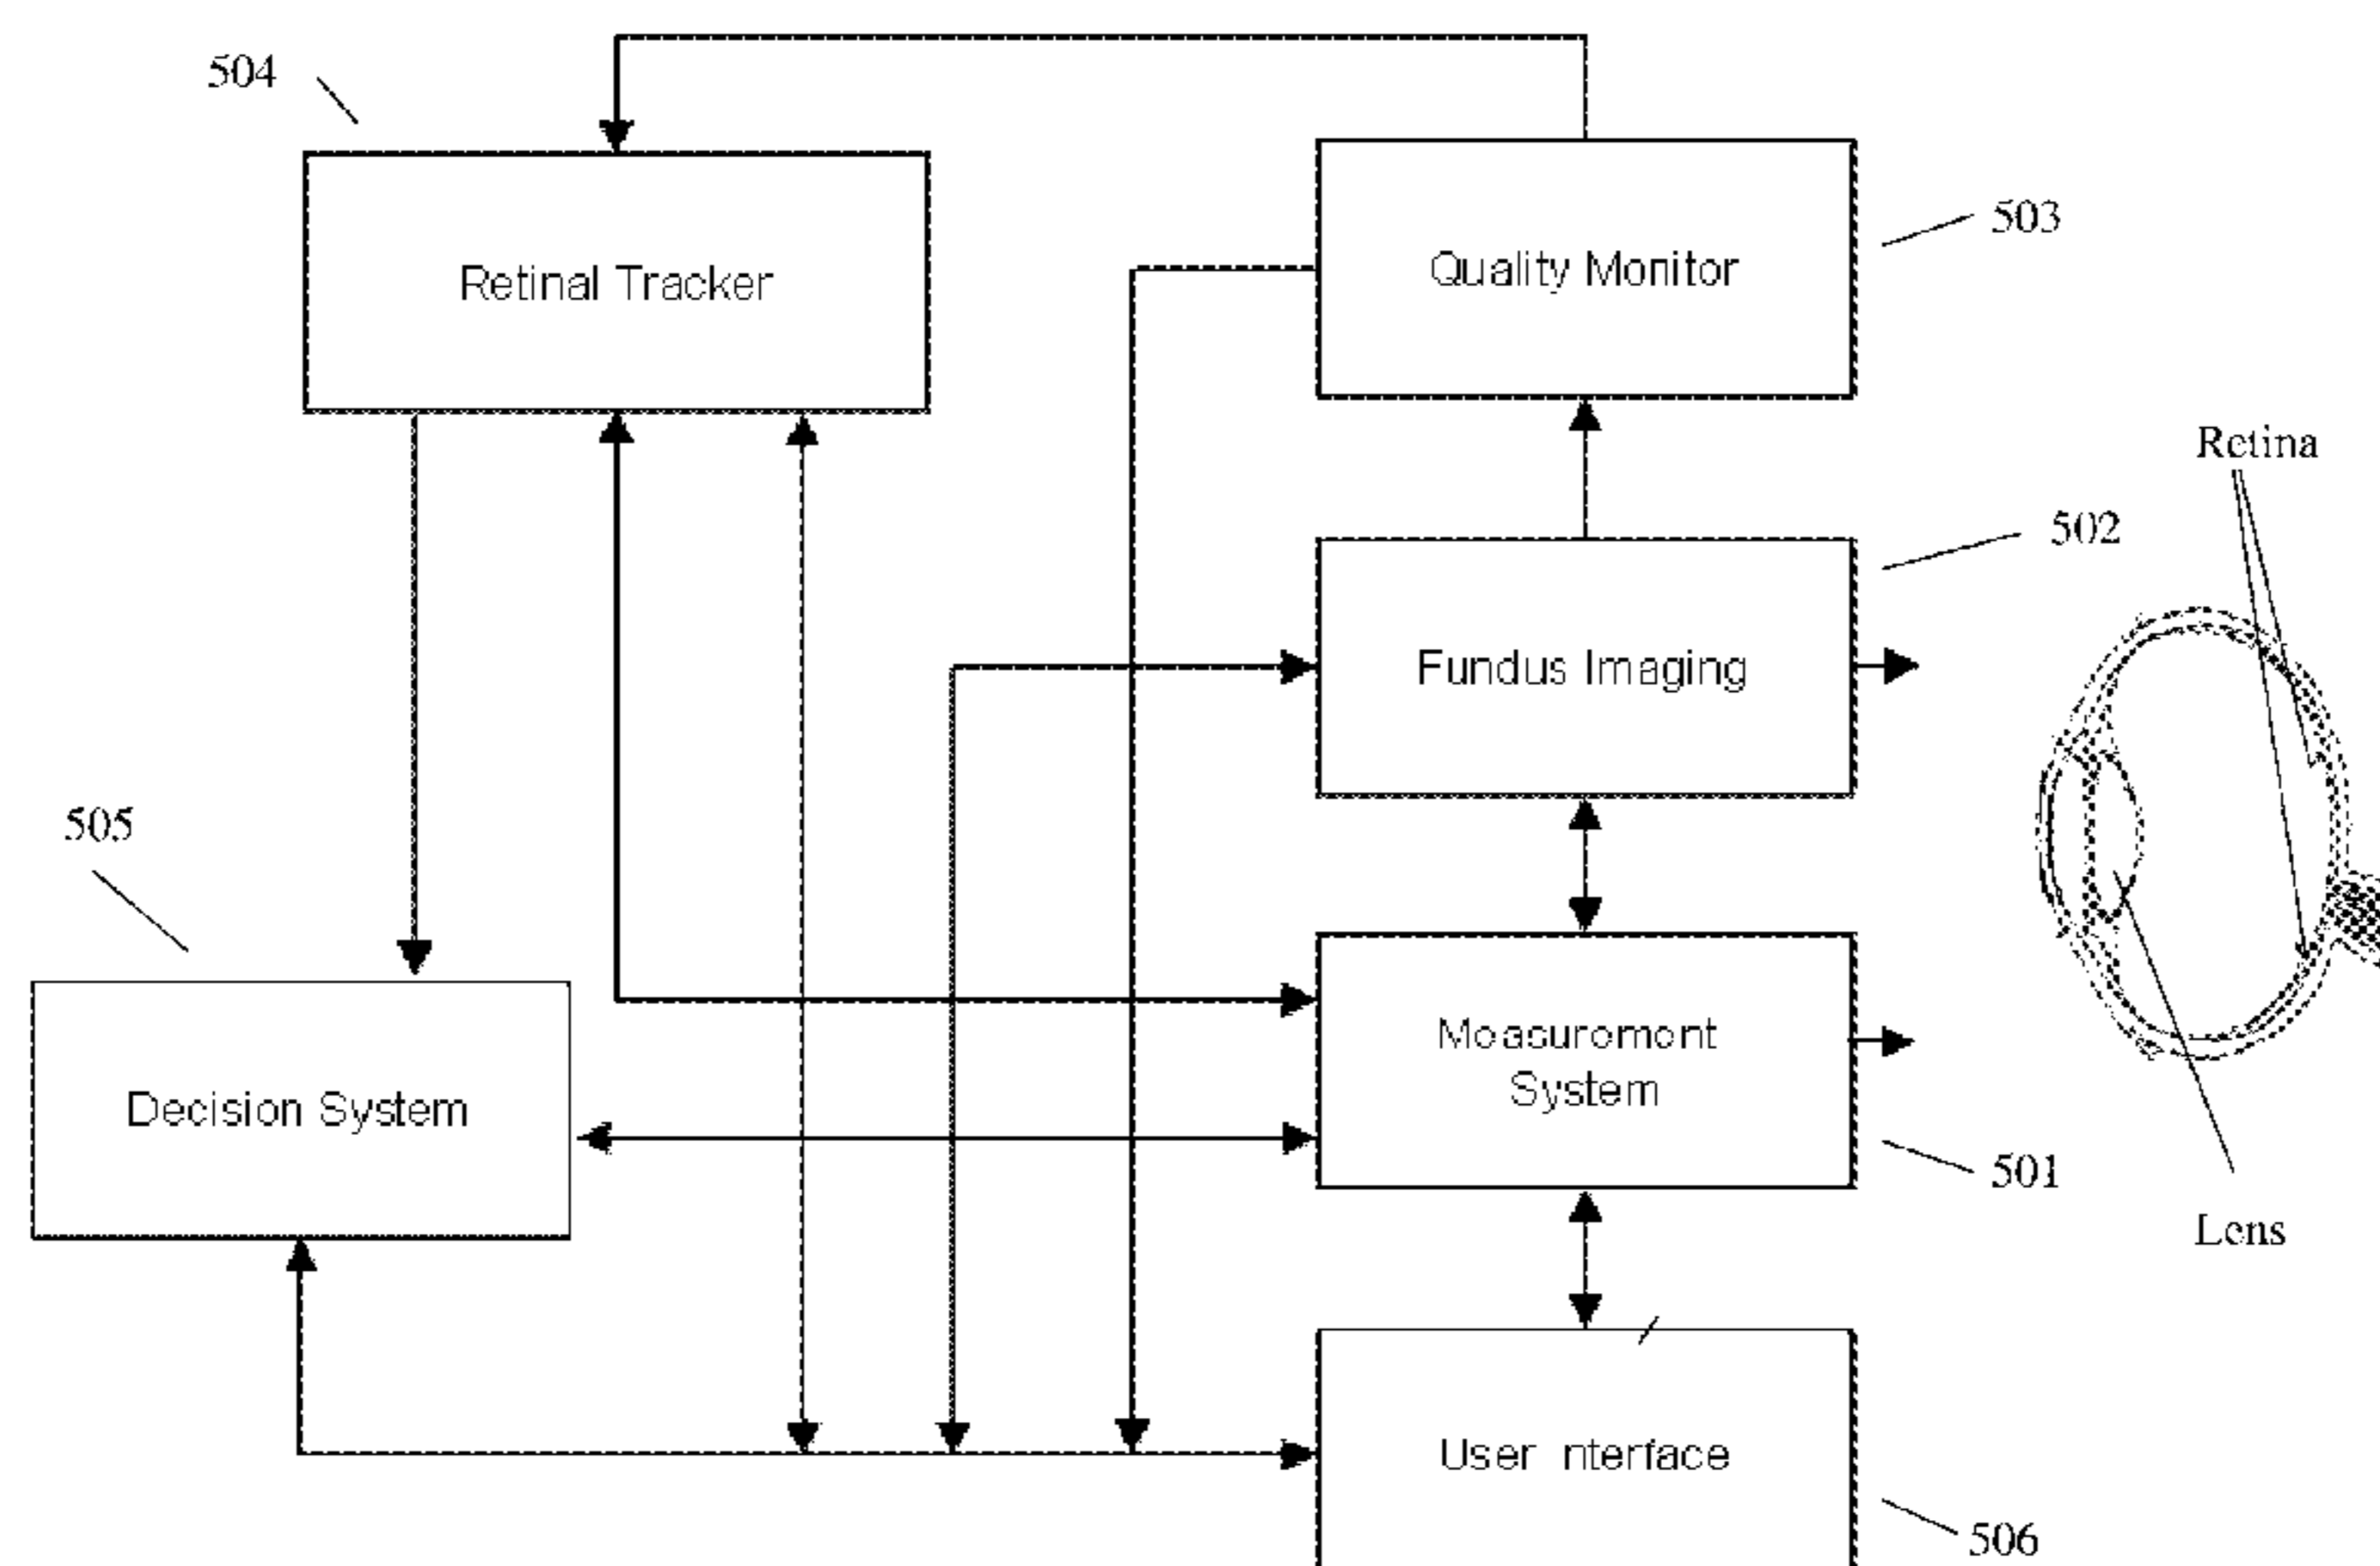 504
Retinal Tracker
Quality Monitor
503
Retina
502
Fundus Imaging
505
Measurement
System
Decision System
501
Lens
User Interface
506